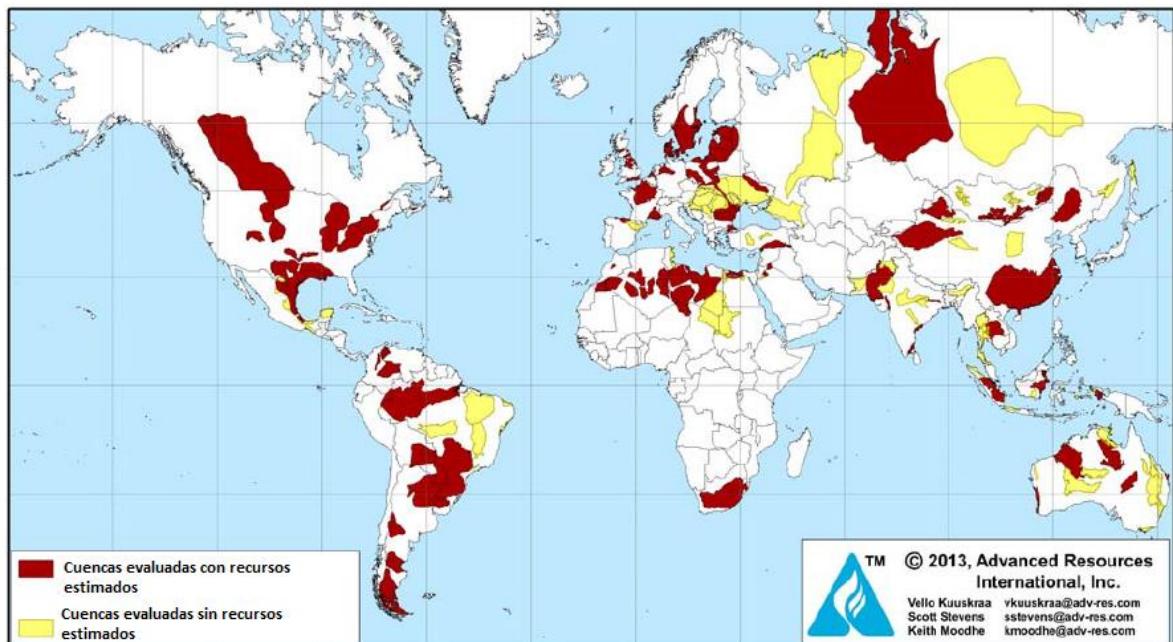 Cuencas evaluadas con recursos
estimados
Cuencas evaluadas sin recursos
estimados
™
© 2013, Advanced Resources
International, Inc.
Vello Kuuskraa vkuuskraa@adv-res.com
Scott Stevens sstevens@adv-res.com
Keith Moodhe kmoodhe@adv-res.com